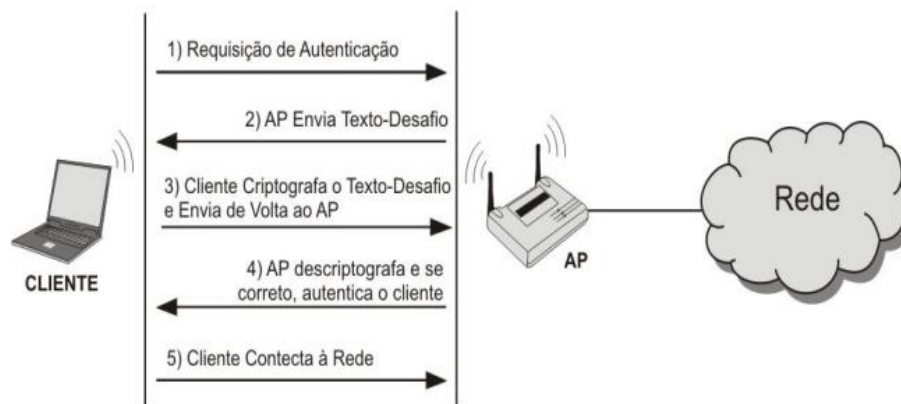 1) Requisição de Autenticação
2) AP Envia Texto-Desafio
3) Cliente Criptografa o Texto-Desafio
e Envia de Volta ao AP
4) AP descriptografa e se
correto, autentica o cliente
5) Cliente Contecta à Rede
CLIENTE
AP
Rede